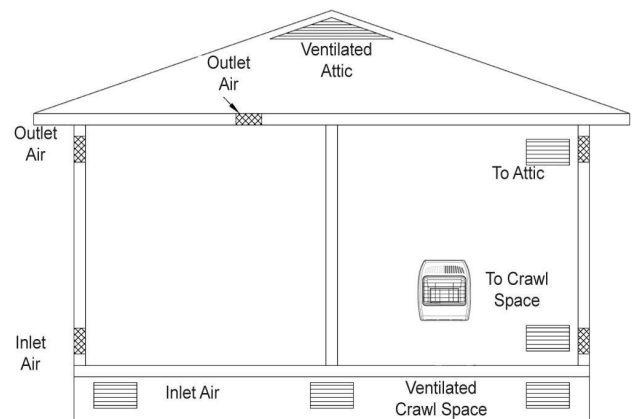 Ventilated
Attic
Outlet
Air
Outlet
Air
To Attic
To Crawl
Space
Inlet
Air
Inlet Air
Ventilated
Crawl Space